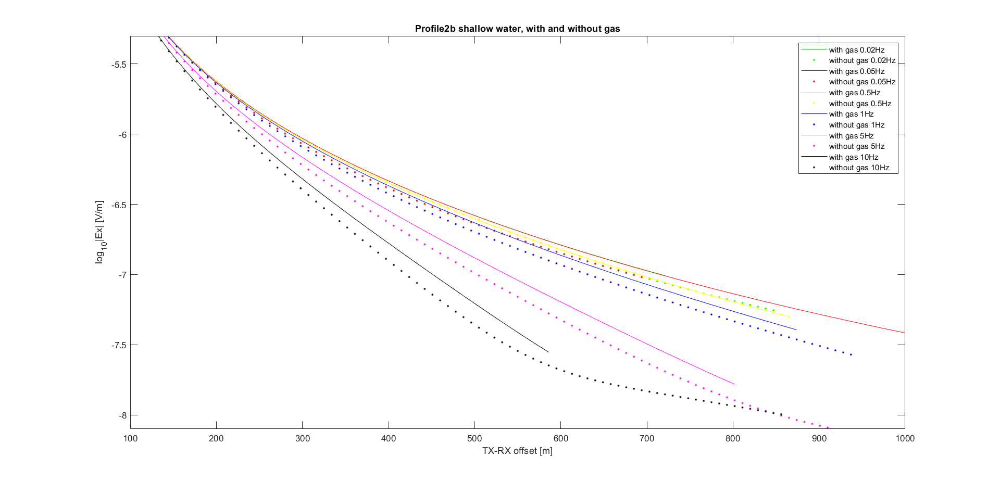 Profile2b shallow water, with and without gas
with gas 0.02Hz
without gas 0.02Hz
with gas 0.05Hz
without gas 0.05Hz
with gas 0.5Hz
without gas 0.5Hz
with gas 1Hz
without gas 1Hz
with gas 5Hz
without gas 5Hz
with gas 10Hz
without gas 10Hz
log10|Ex| [V/m]
-5.5
-6
-6.5
-7
-7.5
-8
100 200 300 400 500 600 700 800 900 1000
TX-RX offset [m]